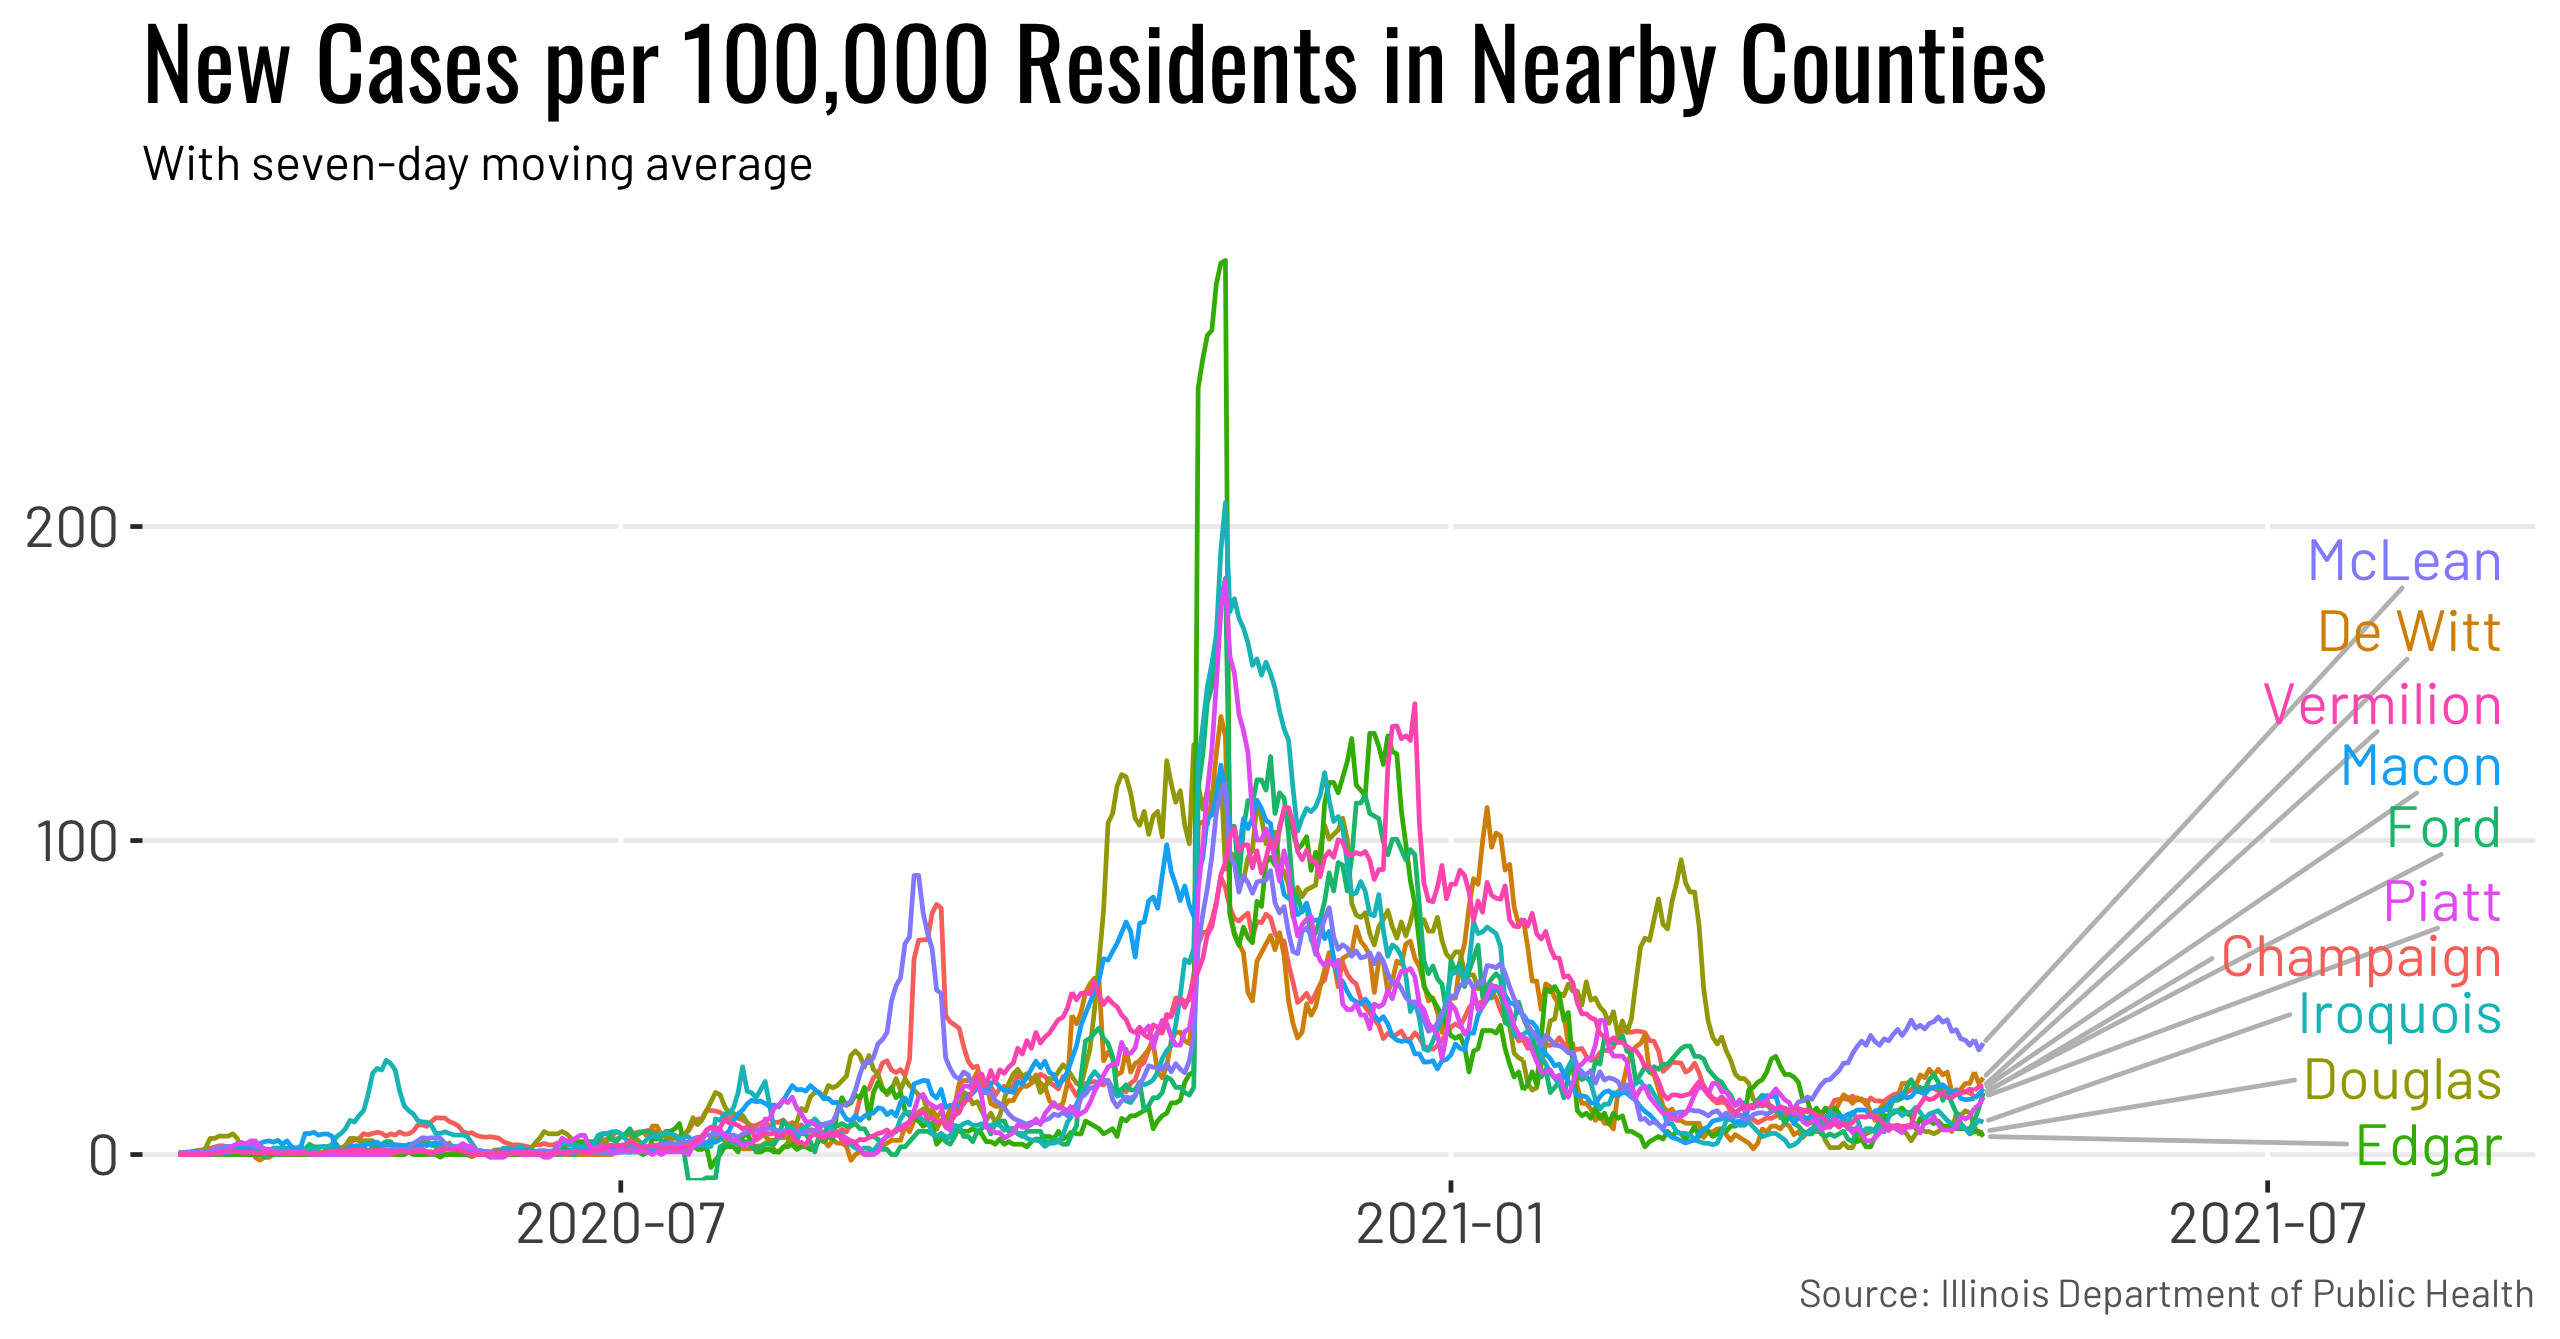 New Cases per 100,000 Residents in Nearby Counties
With seven-day moving average
200
McLean
De Witt
Vermilion
Macon
100
Ford
Piatt
Champaign
Iroquois
Douglas
0
Edgar
2020-07
2021-01
2021-07
Source: Illinois Department of Public Health